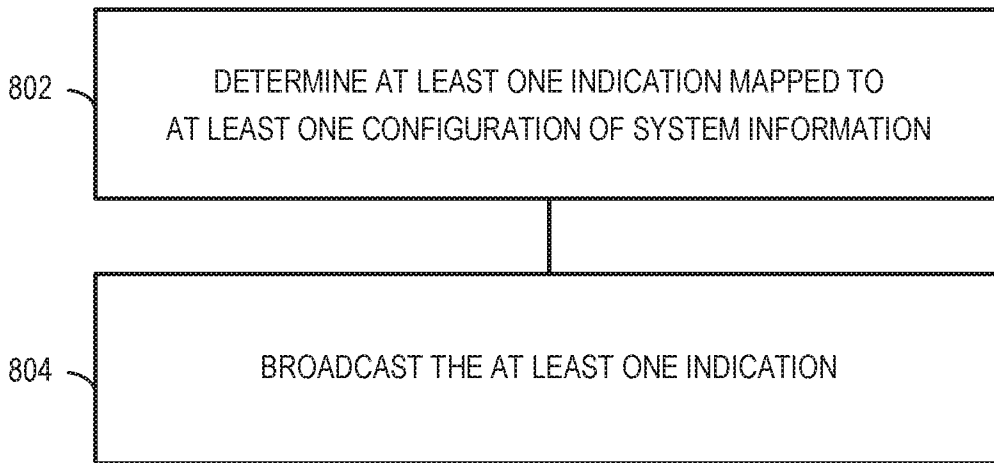 802
DETERMINE AT LEAST ONE INDICATION MAPPED TO
AT LEAST ONE CONFIGURATION OF SYSTEM INFORMATION
804
BROADCAST THE AT LEAST ONE INDICATION